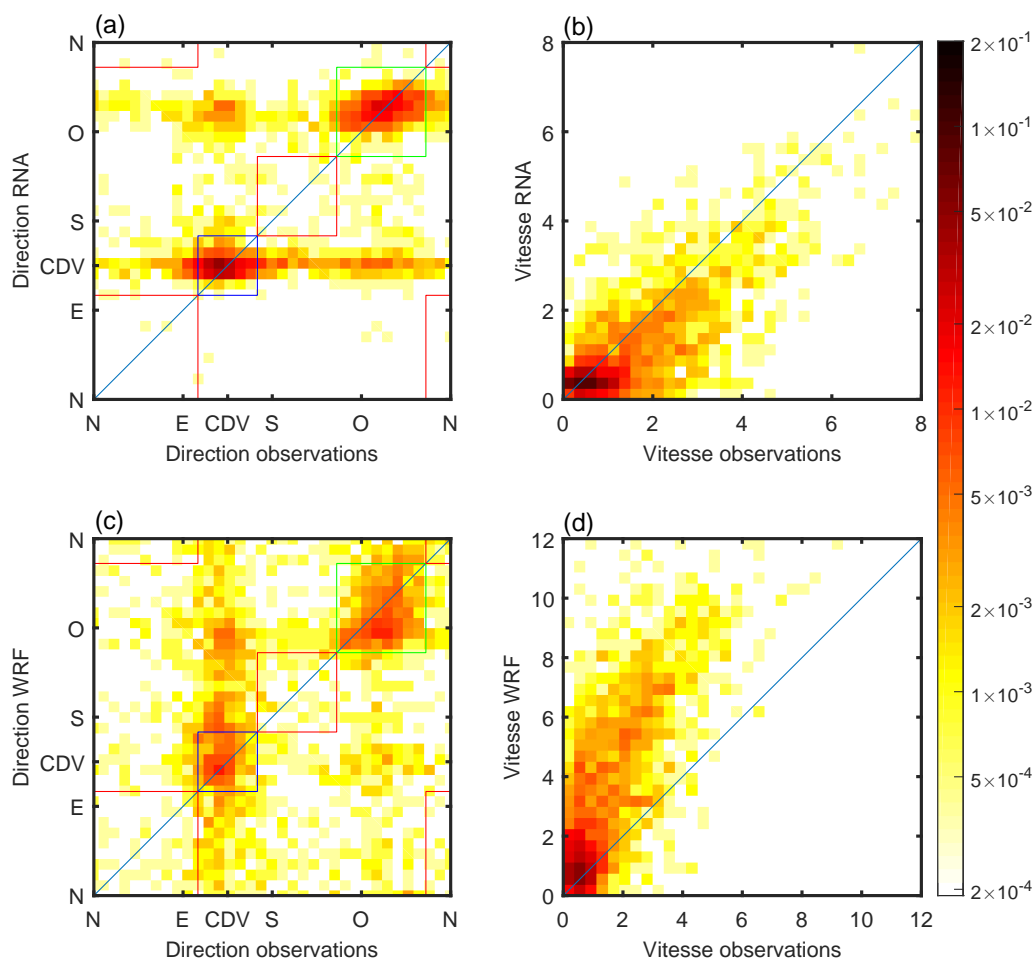 (a)
N
O
S
CDV
E
N
Direction RNA
N E CDV S O N
Direction observations
(b)
8
6
4
2
0
Vitesse RNA
0 2 4 6 8
Vitesse observations
(c)
N
O
S
CDV
E
N
Direction WRF
N E CDV S O N
Direction observations
(d)
12
10
8
6
4
2
0
Vitesse WRF
0 2 4 6 8 10 12
Vitesse observations
2×10⁻¹
1×10⁻¹
5×10⁻²
2×10⁻²
1×10⁻²
5×10⁻³
2×10⁻³
1×10⁻³
5×10⁻⁴
2×10⁻⁴